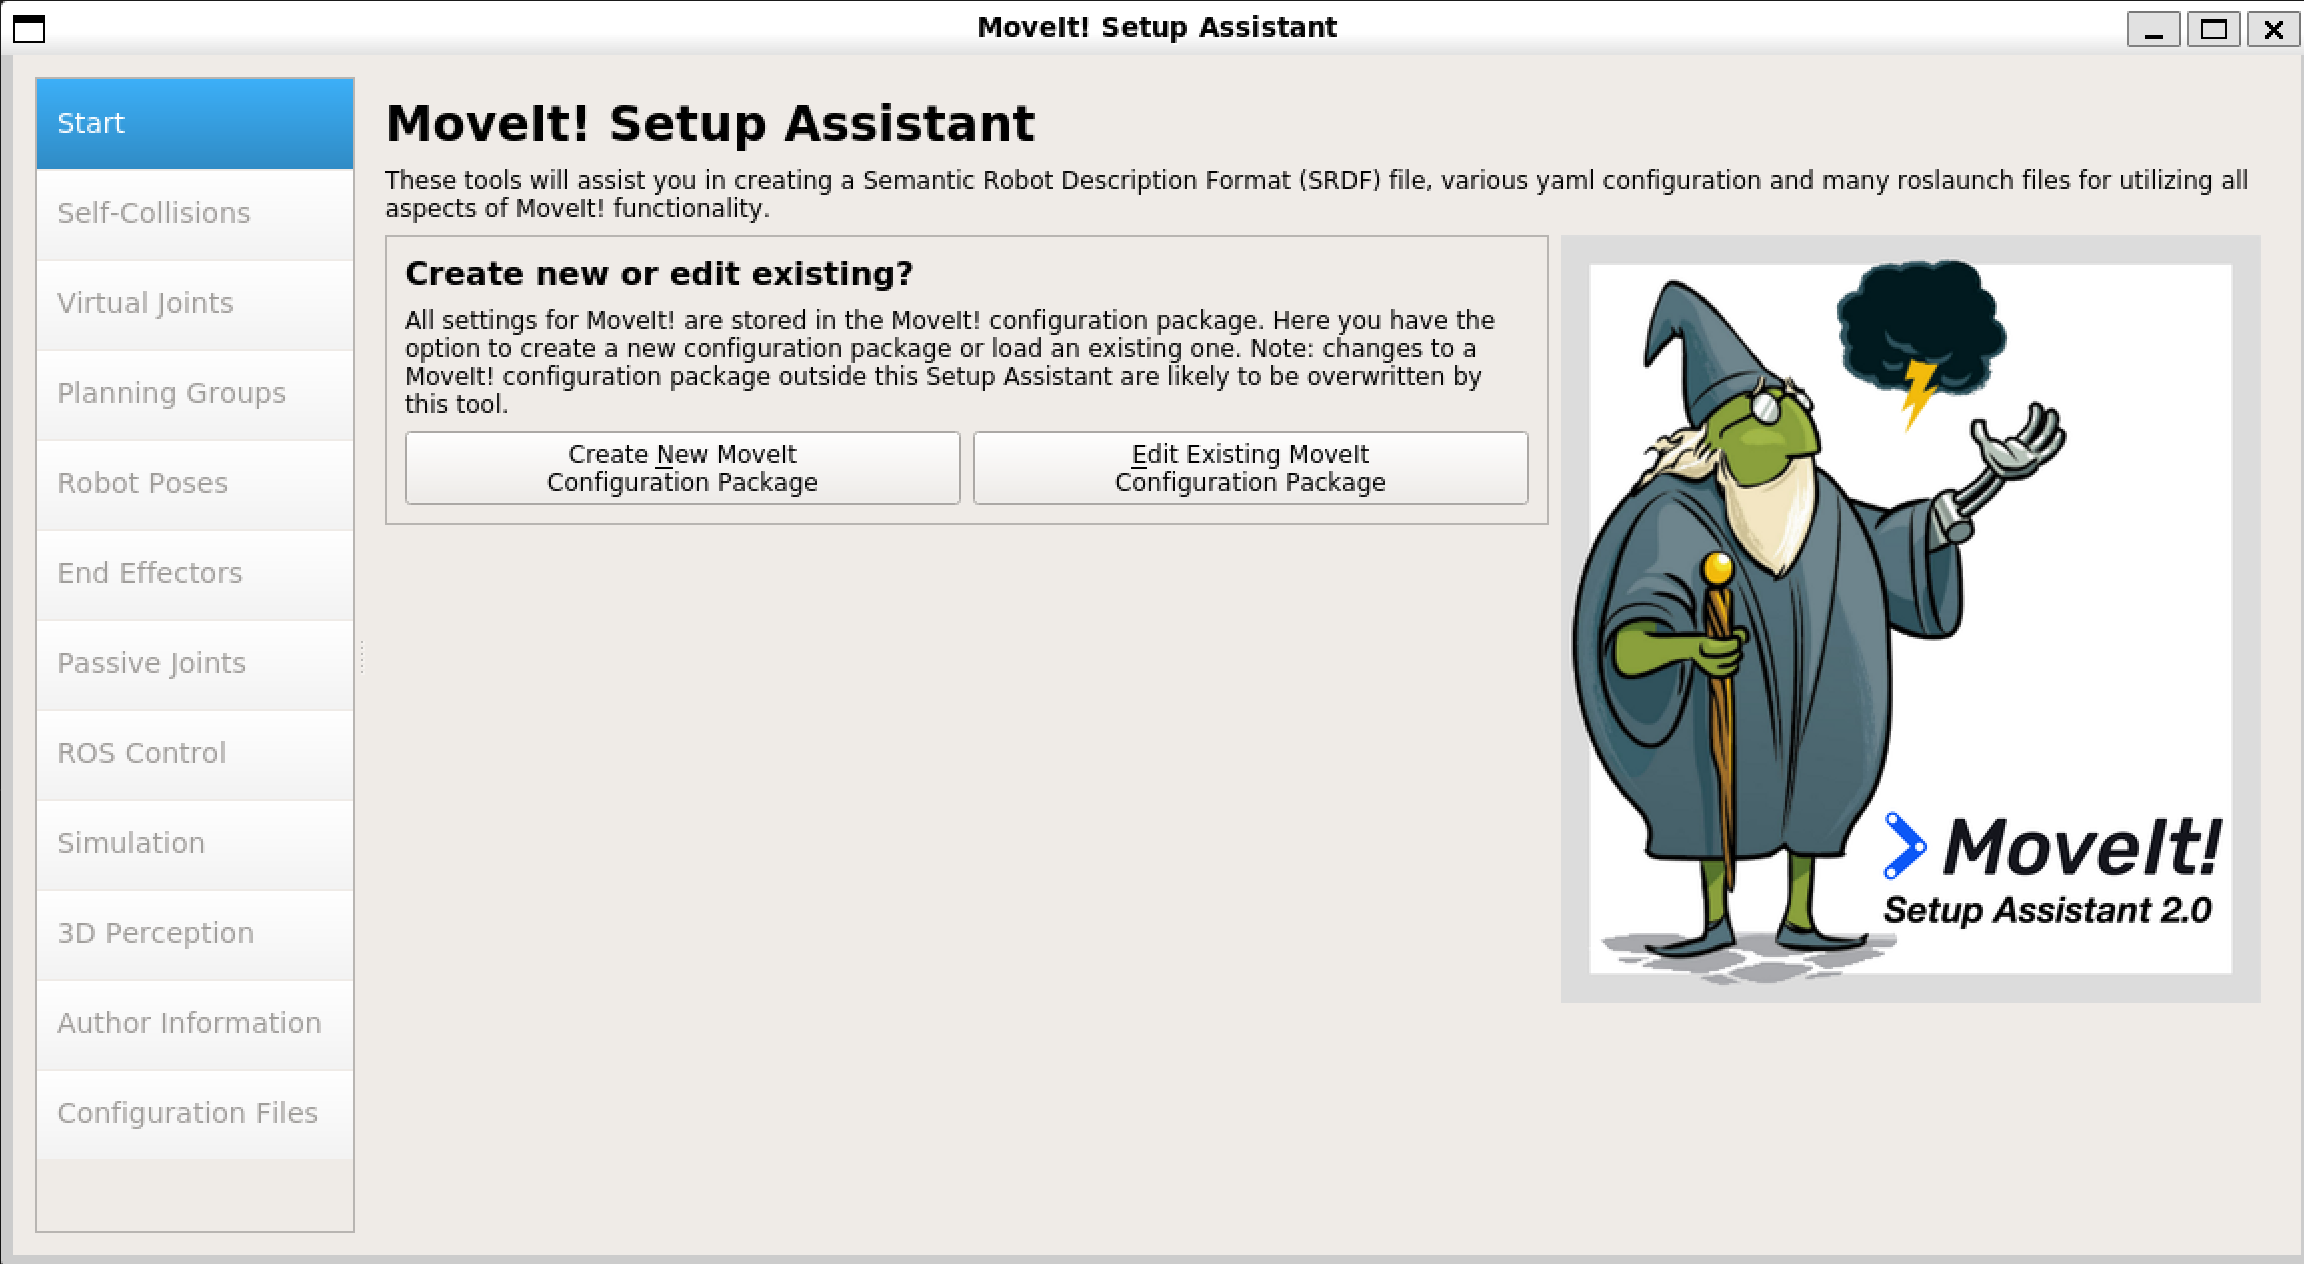 MoveIt! Setup Assistant
Start
Self-Collisions
Virtual Joints
Planning Groups
Robot Poses
End Effectors
Passive Joints
ROS Control
Simulation
3D Perception
Author Information
Configuration Files
MoveIt! Setup Assistant
These tools will assist you in creating a Semantic Robot Description Format (SRDF) file, various yaml configuration and many roslaunch files for utilizing all
aspects of MoveIt! functionality.
Create new or edit existing?
All settings for MoveIt! are stored in the MoveIt! configuration package. Here you have the
option to create a new configuration package or load an existing one. Note: changes to a
MoveIt! configuration package outside this Setup Assistant are likely to be overwritten by
this tool.
Create New MoveIt
Configuration Package
Edit Existing MoveIt
Configuration Package
MoveIt!
Setup Assistant 2.0